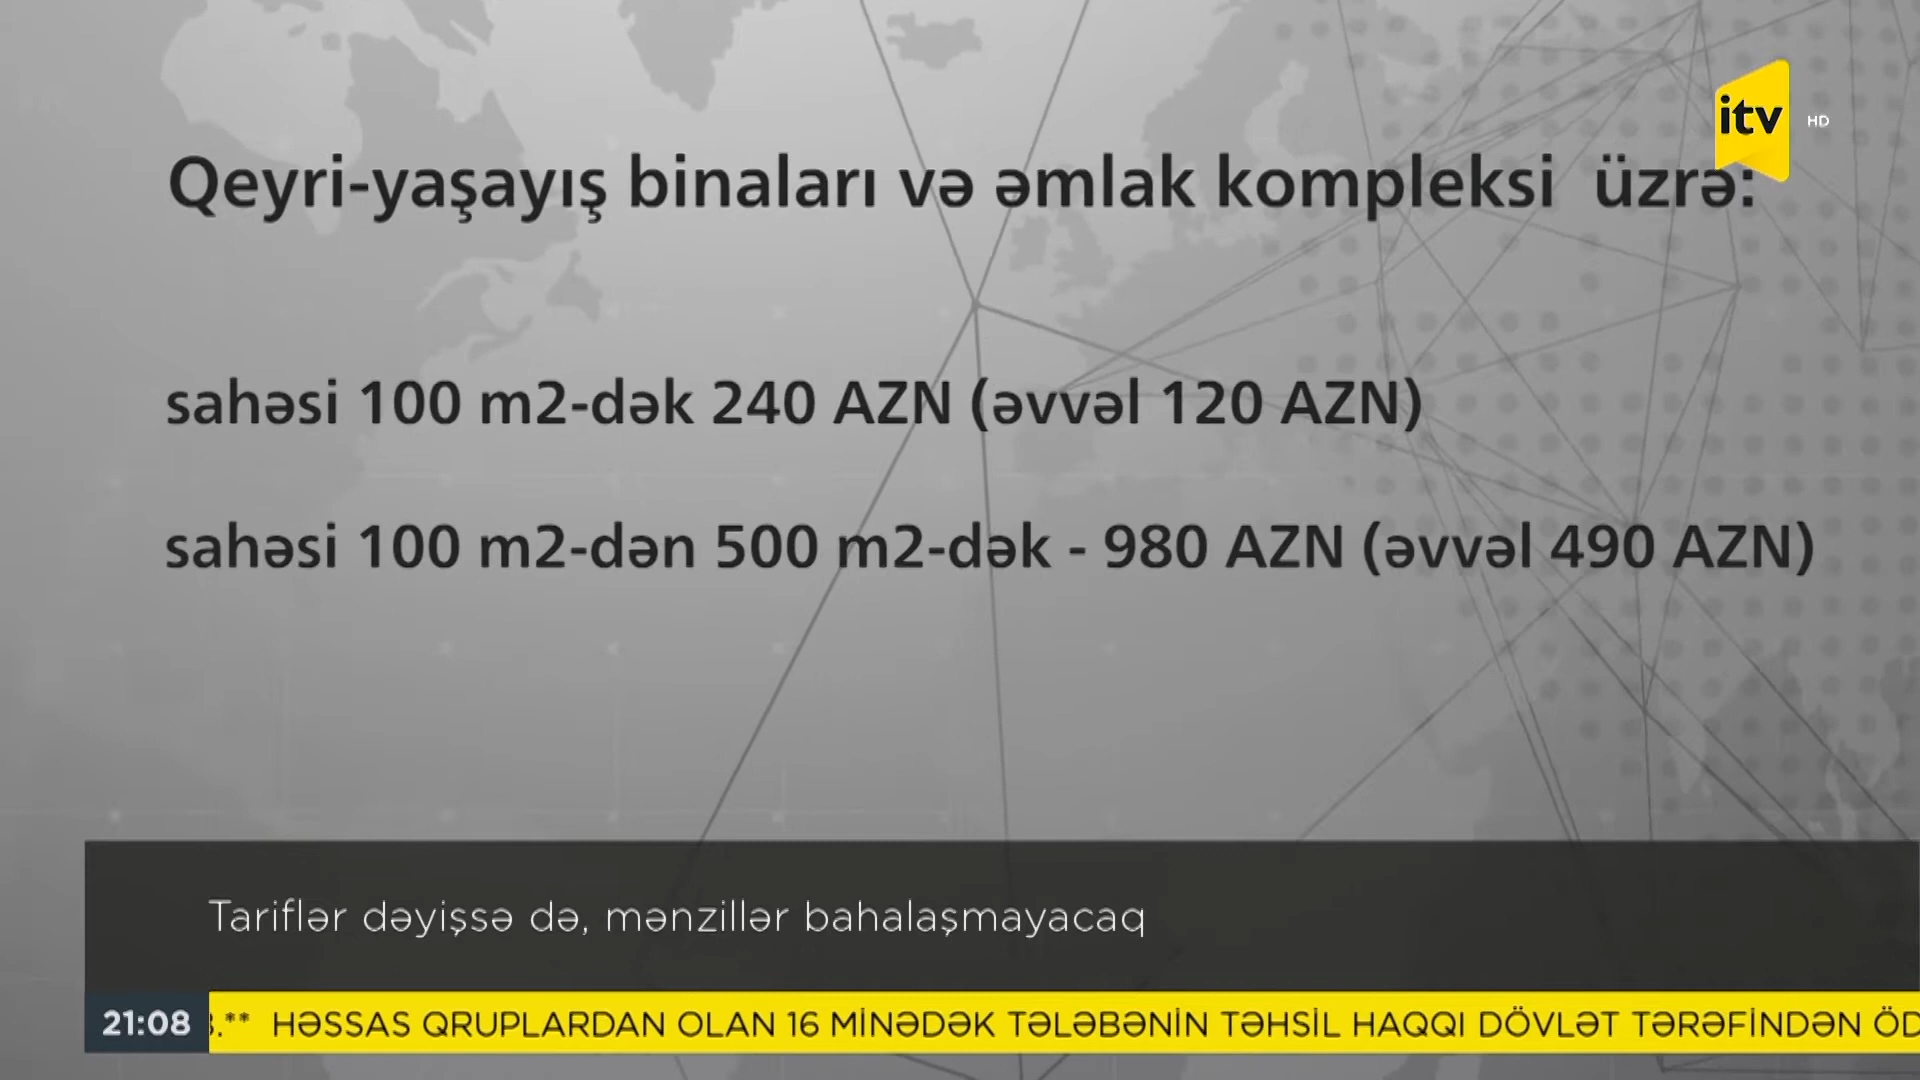 itv HD
Qeyri-yaşayış binaları və əmlak kompleksi üzrə:
sahəsi 100 m2-dək 240 AZN (əvvəl 120 AZN)
sahəsi 100 m2-dən 500 m2-dək - 980 AZN (əvvəl 490 AZN)
Tariflər dəyişsə də, mənzillər bahalaşmayacaq
21:08 .** HƏSSAS QRUPLARDAN OLAN 16 MİNƏDƏK TƏLƏBƏNİN TƏHSİL HAQQI DÖVLƏT TƏRƏFİNDƏN